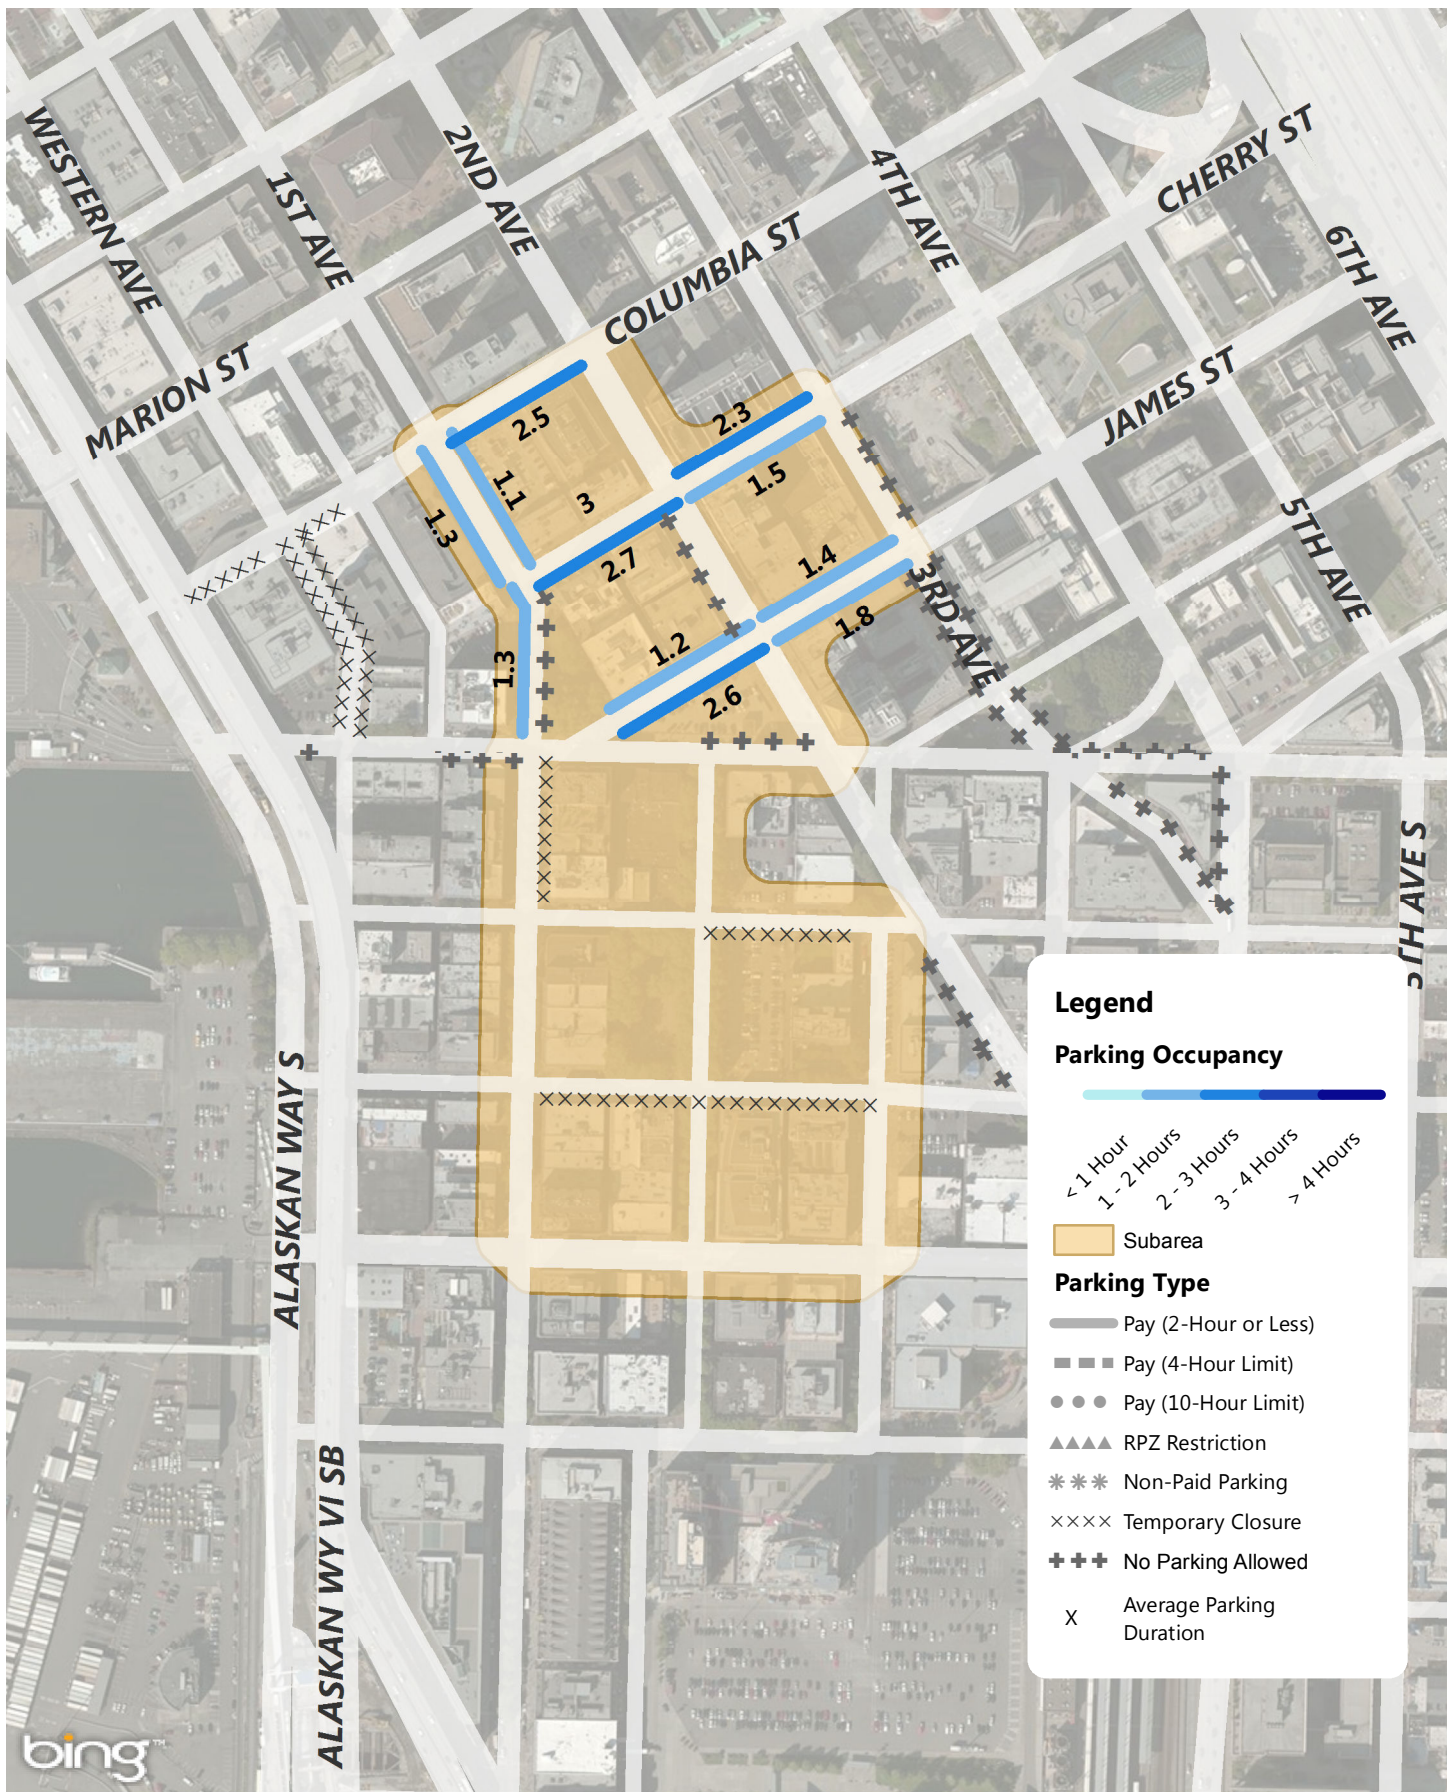 WESTERN AVE
1ST AVE
2ND AVE
4TH AVE
CHERRY ST
6TH AVE
COLUMBIA ST
MARION ST
JAMES ST
2.5
2.3
1.1
3
1.5
1.3
2.7
1.4
3RD AVE
5TH AVE
1.2
1.8
1.3
2.6
5TH AVE S
ALASKAN WAY S
ALASKAN WY VI SB
Legend
Parking Occupancy
< 1 Hour
1 - 2 Hours
2 - 3 Hours
3 - 4 Hours
> 4 Hours
Subarea
Parking Type
Pay (2-Hour or Less)
Pay (4-Hour Limit)
Pay (10-Hour Limit)
RPZ Restriction
Non-Paid Parking
Temporary Closure
No Parking Allowed
X Average Parking
Duration
bing™